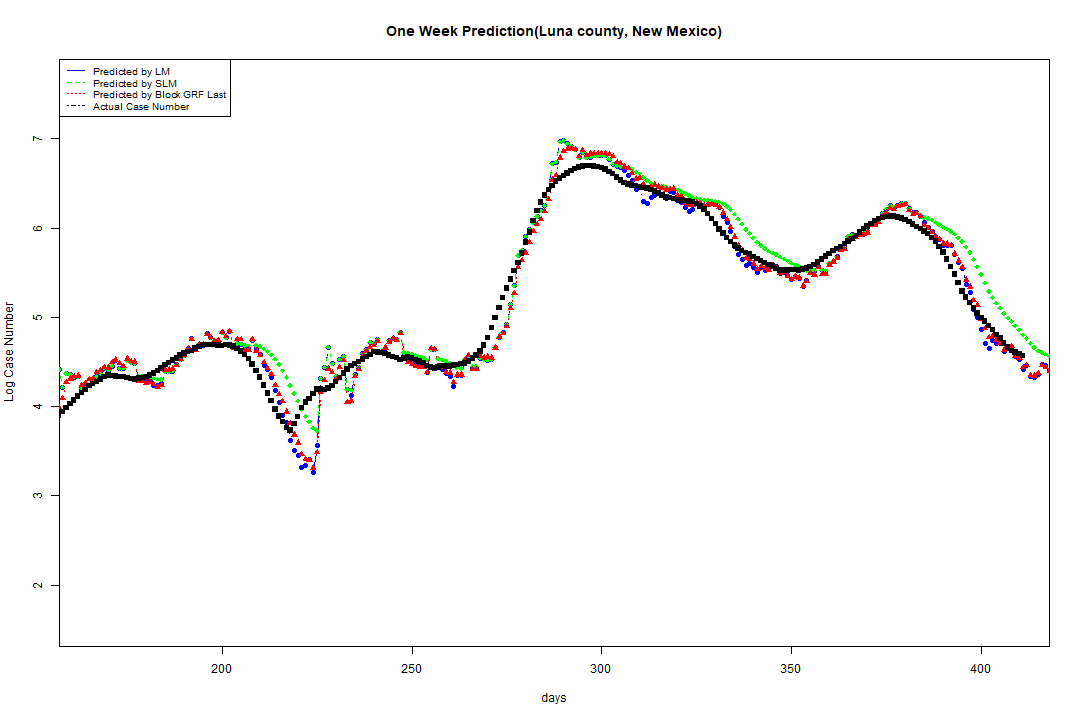 One Week Prediction(Luna county, New Mexico)
Predicted by LM
Predicted by SLM
Predicted by Block GRF Last
Actual Case Number
Log Case Number
7
6
5
4
3
2
200 250 300 350 400
days